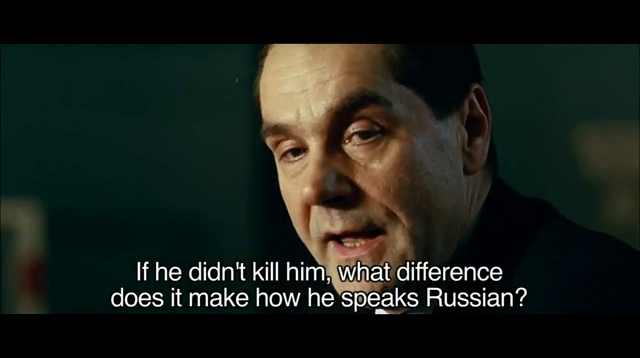 If he didn't kill him, what difference
does it make how he speaks Russian?